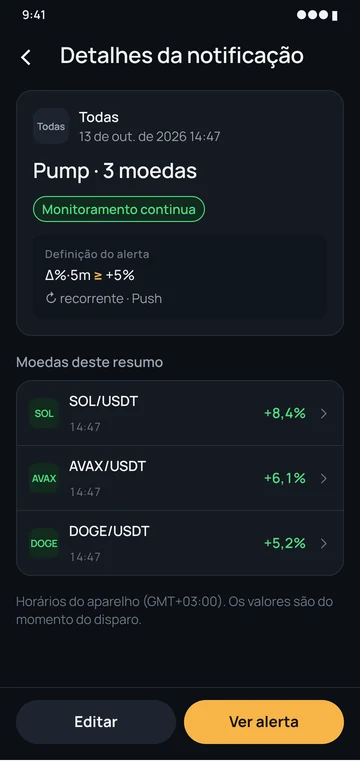 9:41
Detalhes da notificação
Todas
Todas
13 de out. de 2026 14:47
Pump · 3 moedas
Monitoramento continua
Definição do alerta
Δ%·5m ≥ +5%
↻ recorrente · Push
Moedas deste resumo
SOL
SOL/USDT
14:47
+8,4%
AVAX
AVAX/USDT
14:47
+6,1%
DOGE
DOGE/USDT
14:47
+5,2%
Horários do aparelho (GMT+03:00). Os valores são do
momento do disparo.
Editar
Ver alerta